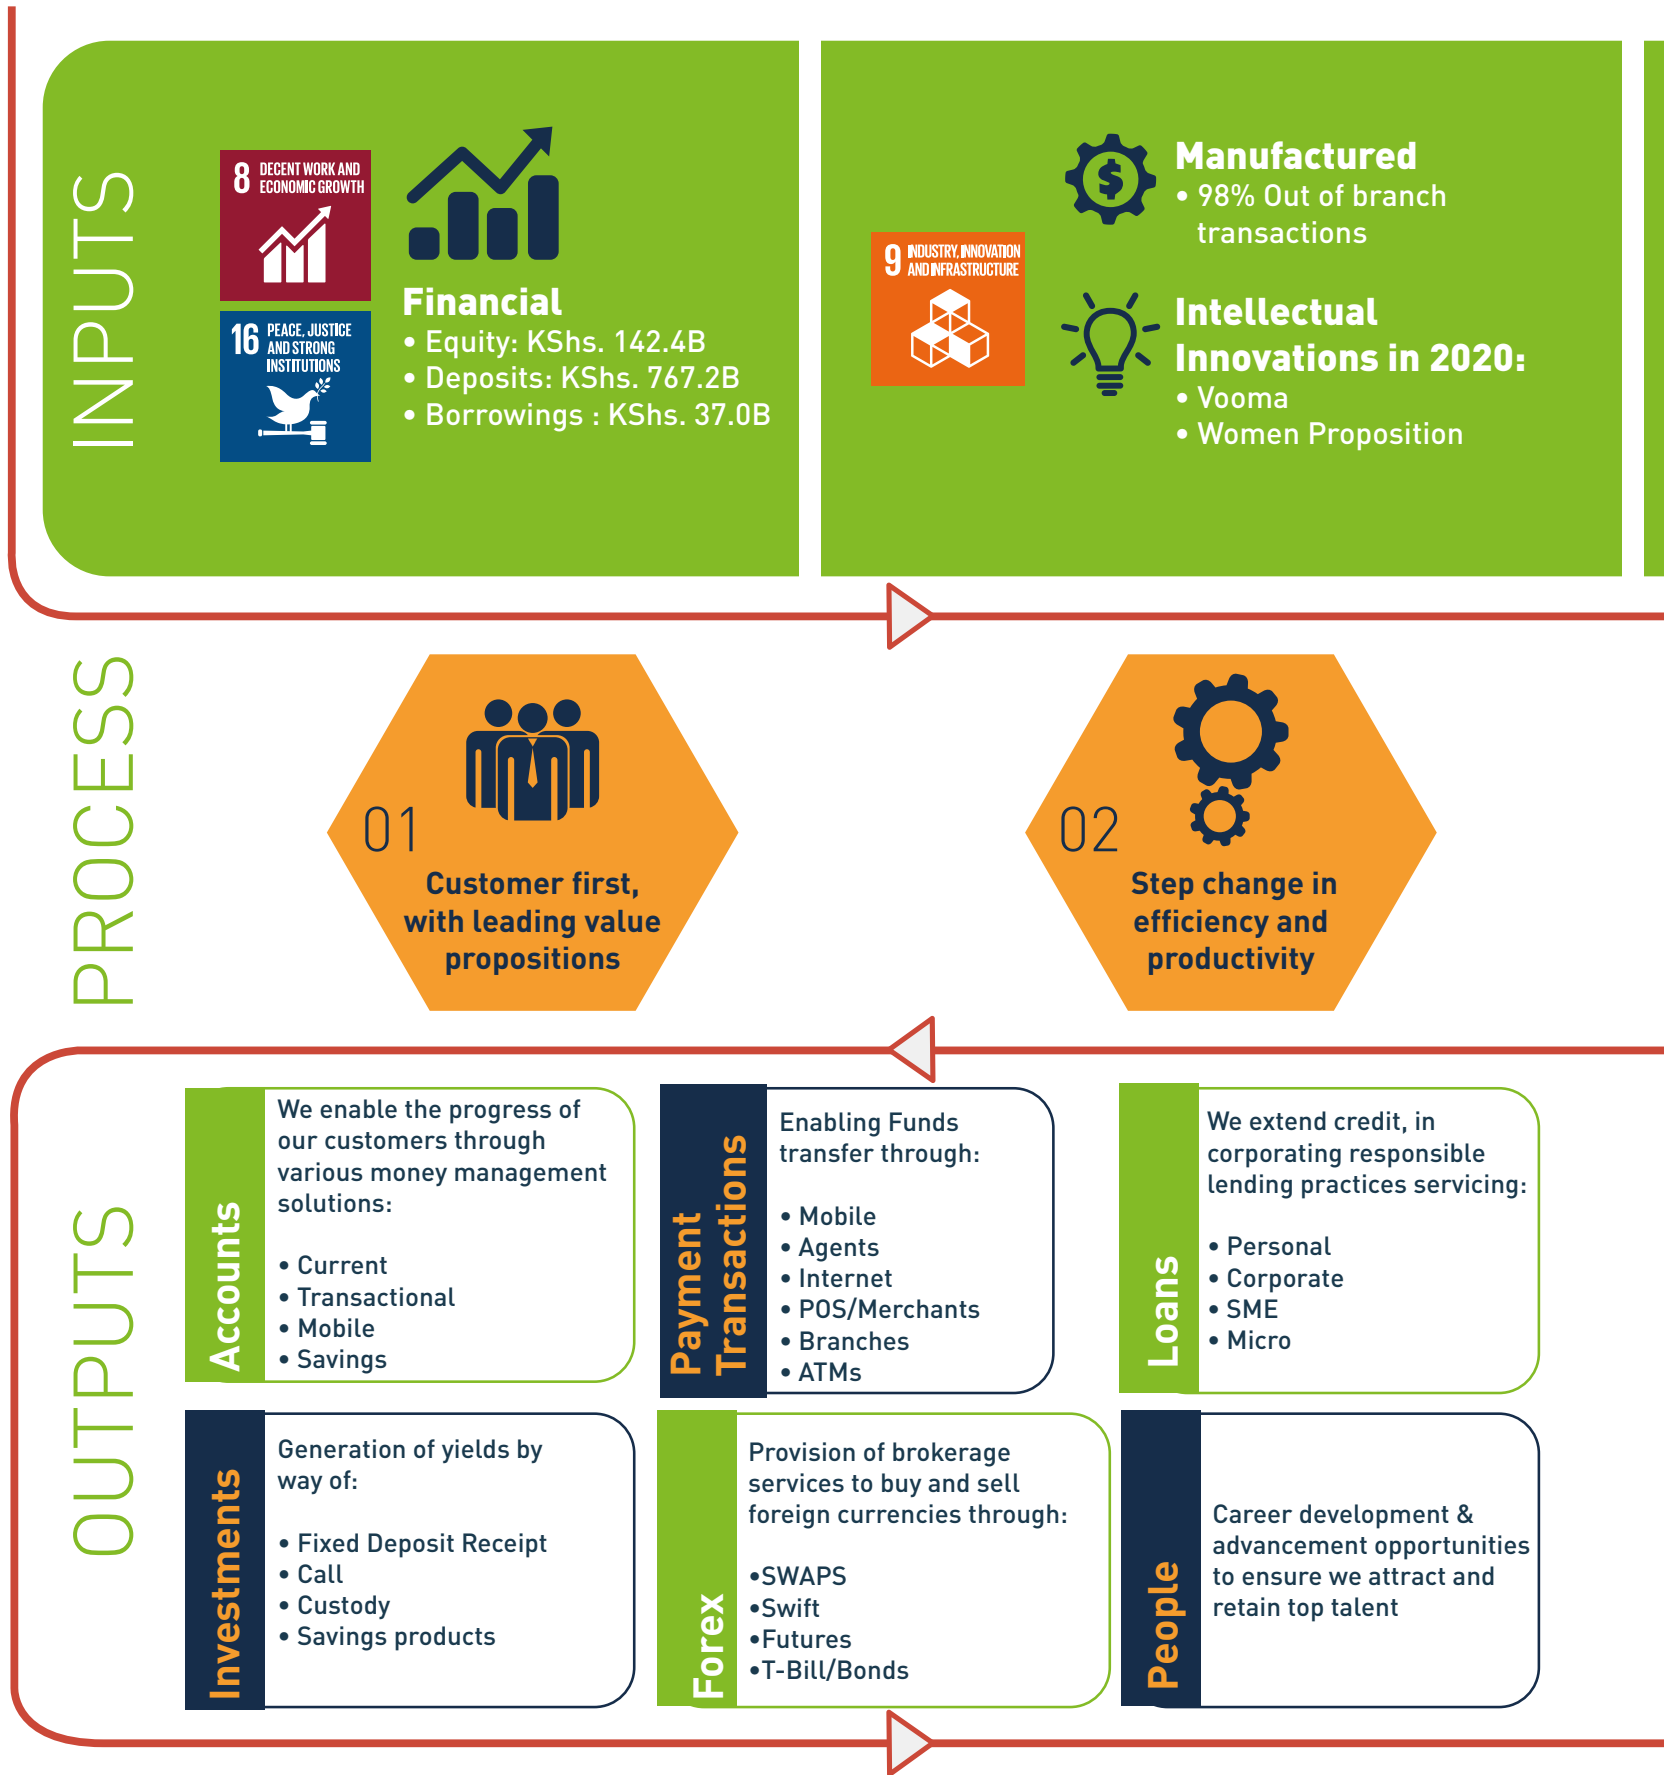 INPUTS
8 DECENT WORK AND
ECONOMIC GROWTH
16 PEACE, JUSTICE
AND STRONG
INSTITUTIONS
Financial
• Equity: KShs. 142.4B
• Deposits: KShs. 767.2B
• Borrowings : KShs. 37.0B
9 INDUSTRY, INNOVATION
AND INFRASTRUCTURE
$
Manufactured
• 98% Out of branch
transactions
Intellectual
Innovations in 2020:
• Vooma
• Women Proposition
PROCESS
01
Customer first,
with leading value
propositions
02
Step change in
efficiency and
productivity
OUTPUTS
Accounts
We enable the progress of
our customers through
various money management
solutions:
• Current
• Transactional
• Mobile
• Savings
Payment
Transactions
Enabling Funds
transfer through:
• Mobile
• Agents
• Internet
• POS/Merchants
• Branches
• ATMs
Loans
We extend credit, in
corporating responsible
lending practices servicing:
• Personal
• Corporate
• SME
• Micro
Investments
Generation of yields by
way of:
• Fixed Deposit Receipt
• Call
• Custody
• Savings products
Forex
Provision of brokerage
services to buy and sell
foreign currencies through:
•SWAPS
•Swift
•Futures
•T-Bill/Bonds
People
Career development &
advancement opportunities
to ensure we attract and
retain top talent